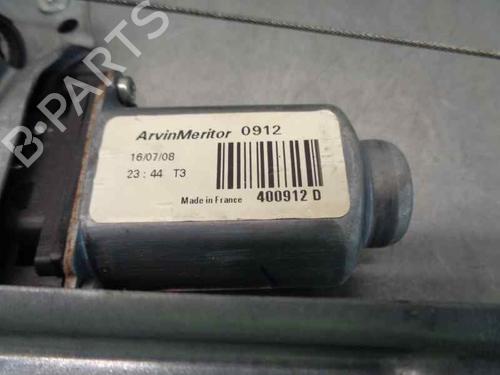 ArvinMeritor 0912
16/07/08
23:44 T3
Made in France 400912 D
B-PARTS